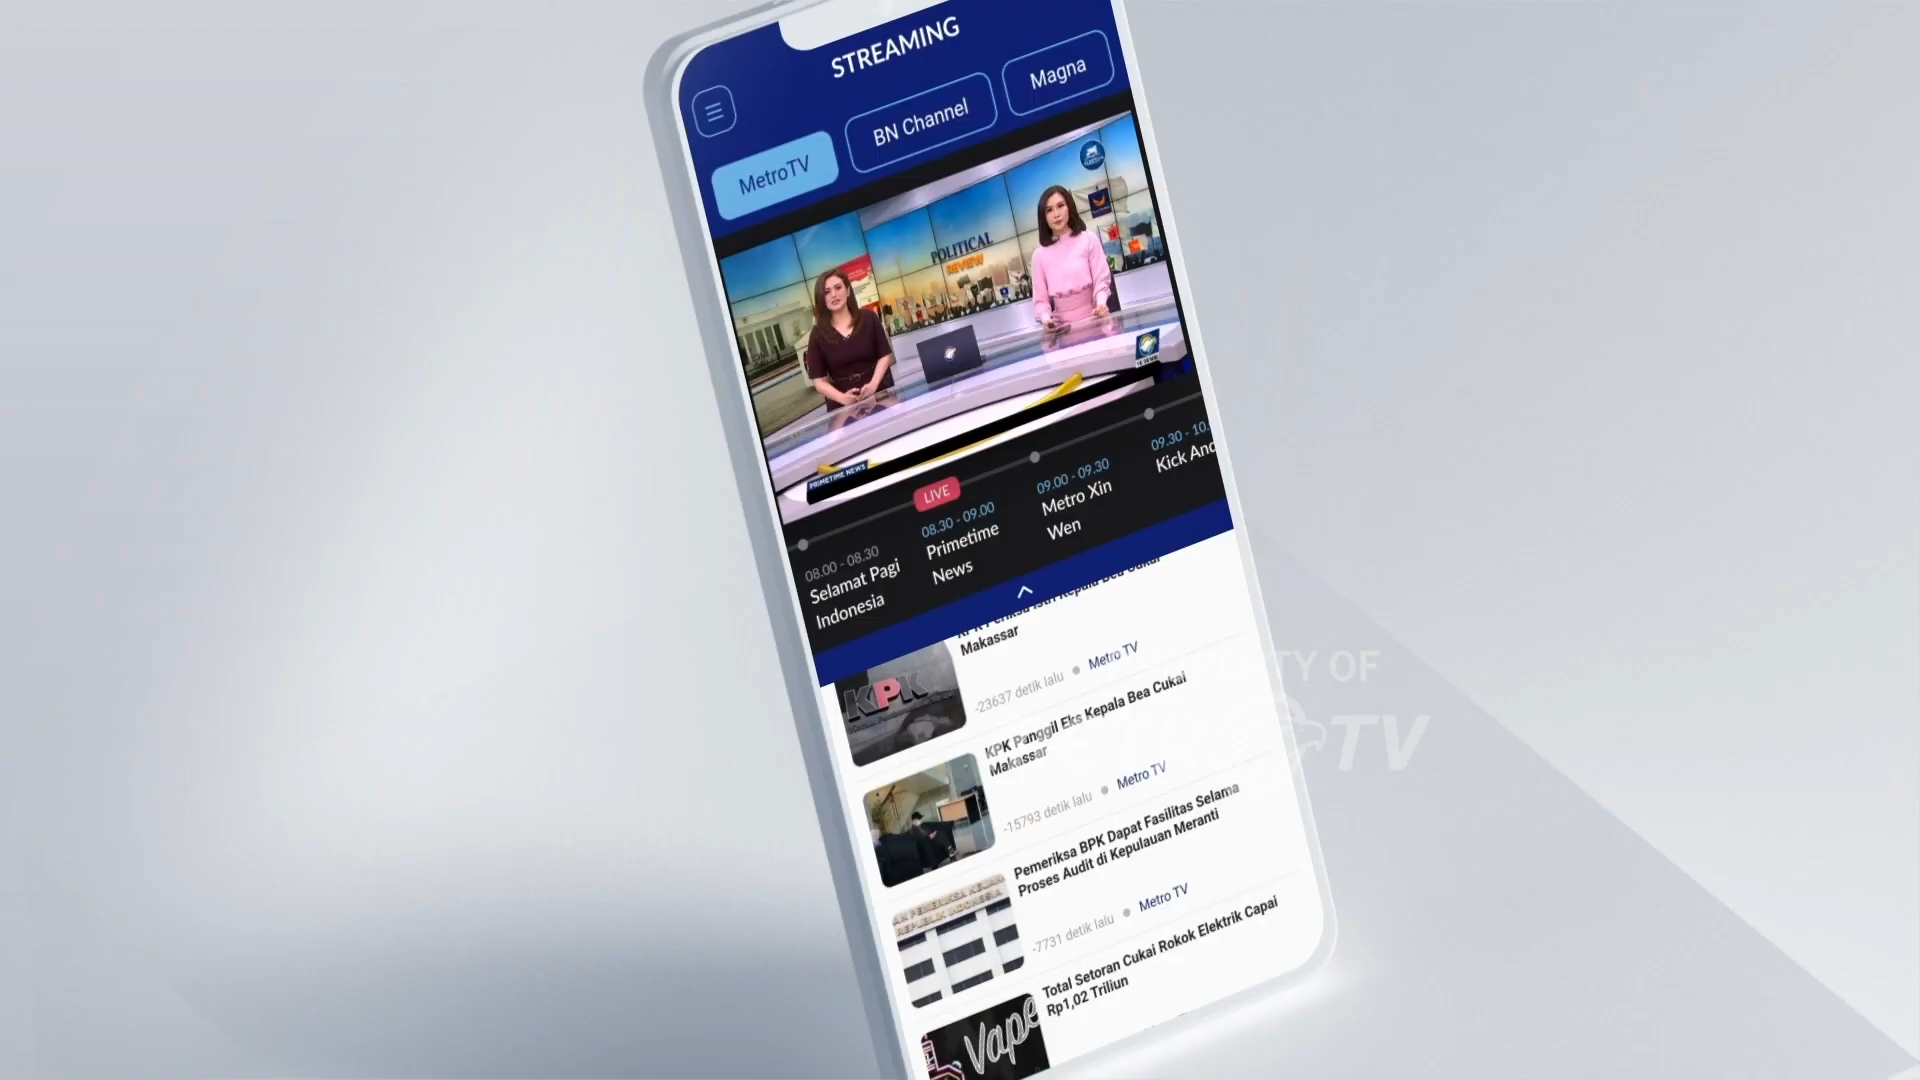 STREAMING
MetroTV
BN Channel
Magna
POLITICAL
REVIEW
PRIMETIME NEWS
LIVE
08.00 - 08.30
Selamat Pagi
Indonesia
08.30 - 09.00
Primetime
News
09.00 - 09.30
Metro Xin
Wen
09.30 - 10.
Kick And
Makassar
-23637 detik lalu • Metro TV
KPK
KPK Panggil Eks Kepala Bea Cukai
Makassar
-15793 detik lalu • Metro TV
Pemeriksa BPK Dapat Fasilitas Selama
Proses Audit di Kepulauan Meranti
-7731 detik lalu • Metro TV
REPUBLIK INDONESIA
Total Setoran Cukai Rokok Elektrik Capai
Rp1,02 Triliun
Vape
OF
TV